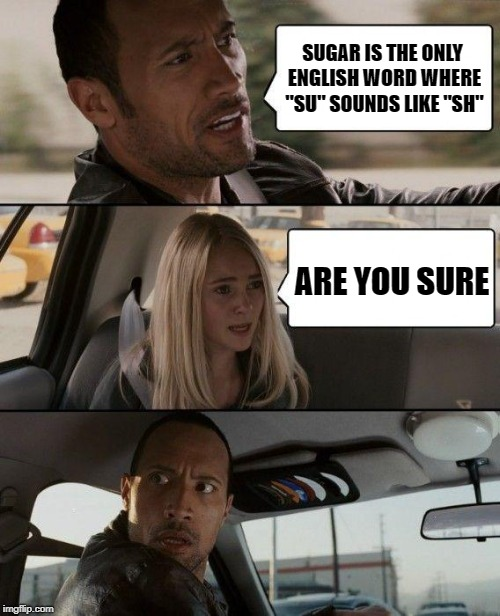 SUGAR IS THE ONLY
ENGLISH WORD WHERE
"SU" SOUNDS LIKE "SH"
ARE YOU SURE
imgflip.com